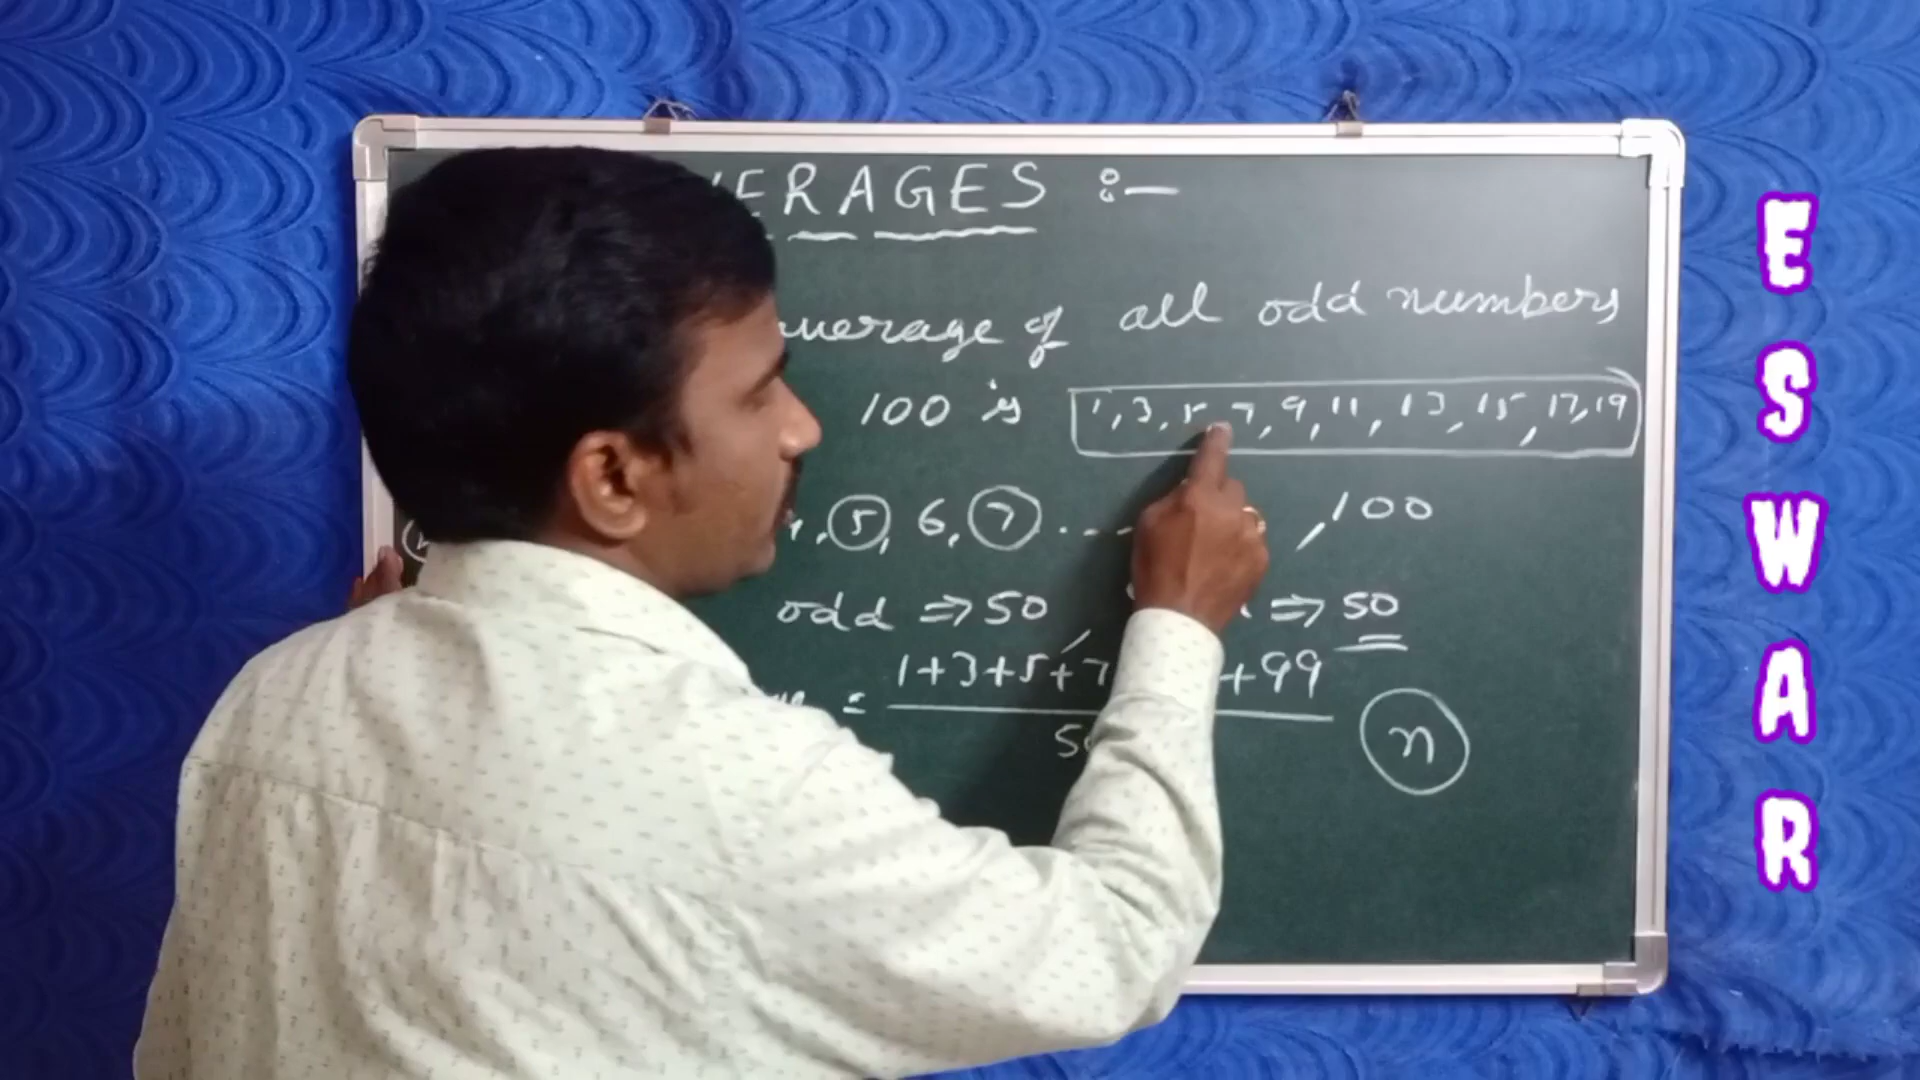 ERAGES :-
average of all odd numbers
100 is 1, 3, 5, 7, 9, 11, 13, 15, 17, 19
, 5, 6, 7 . . . , 100
odd ⇒ 50 ⇒ 50
= 1+3+5+7 +99
n
ESWAR